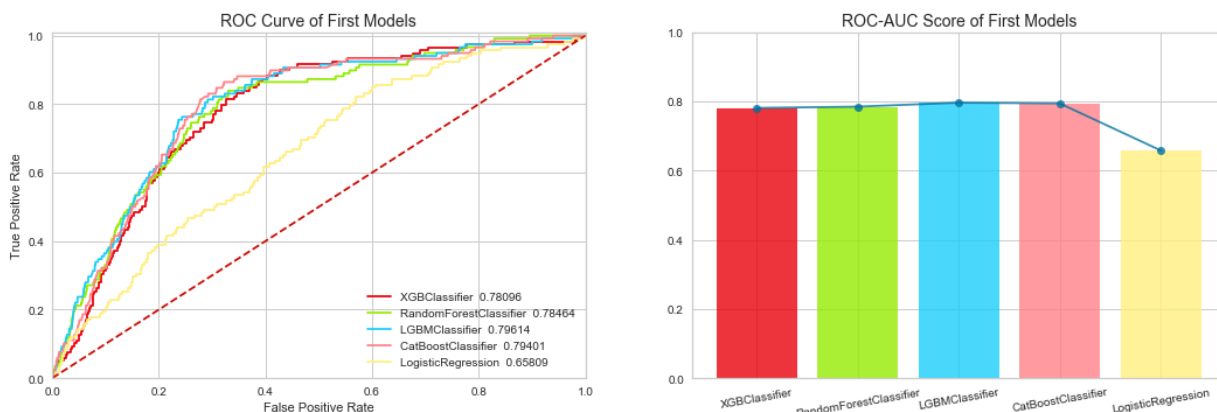 ROC Curve of First Models
1.0
0.8
0.6
0.4
0.2
0.0
True Positive Rate
XGBClassifier 0.78096
RandomForestClassifier 0.78464
LGBMClassifier 0.79614
CatBoostClassifier 0.79401
LogisticRegression 0.65809
0.0 0.2 0.4 0.6 0.8 1.0
False Positive Rate
ROC-AUC Score of First Models
1.0
0.8
0.6
0.4
0.2
0.0
XGBClassifier
RandomForestClassifier
LGBMClassifier
CatBoostClassifier
LogisticRegression